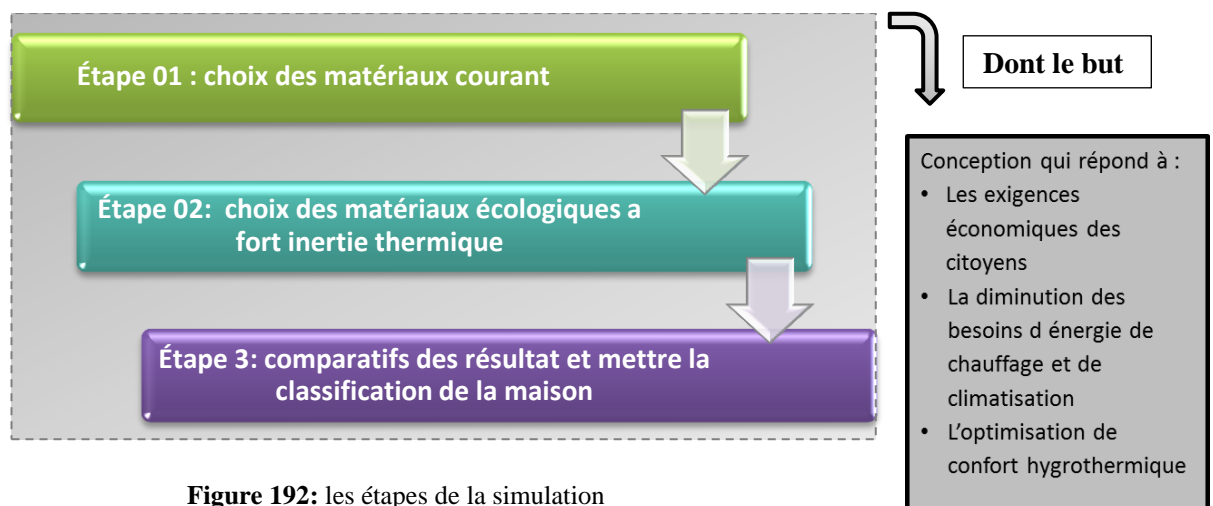 Étape 01 : choix des matériaux courant
Étape 02: choix des matériaux écologiques a
fort inertie thermique
Étape 3: comparatifs des résultat et mettre la
classification de la maison
Dont le but
Conception qui répond à :
• Les exigences
économiques des
citoyens
• La diminution des
besoins d énergie de
chauffage et de
climatisation
• L'optimisation de
confort hygrothermique
Figure 192: les étapes de la simulation